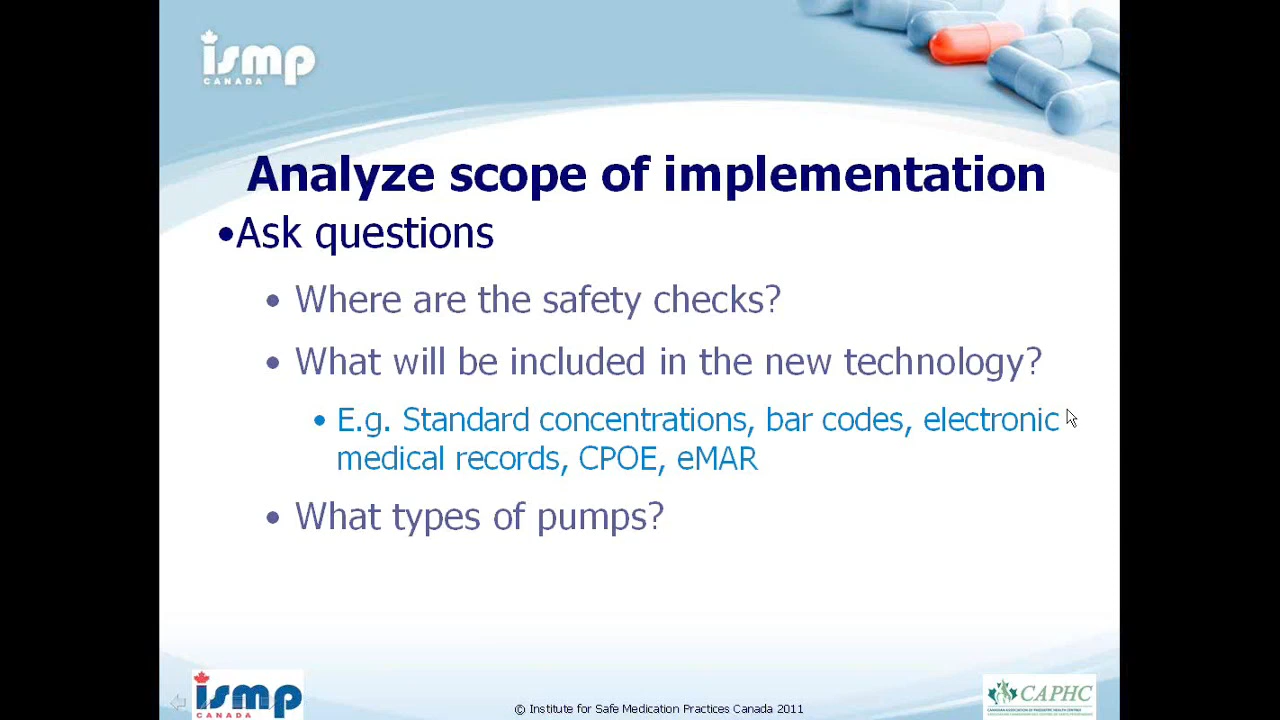 ismp
CANADA
Analyze scope of implementation
•Ask questions
• Where are the safety checks?
• What will be included in the new technology?
• E.g. Standard concentrations, bar codes, electronic
medical records, CPOE, eMAR
• What types of pumps?
ismp
CANADA
© Institute for Safe Medication Practices Canada 2011
CAPHC